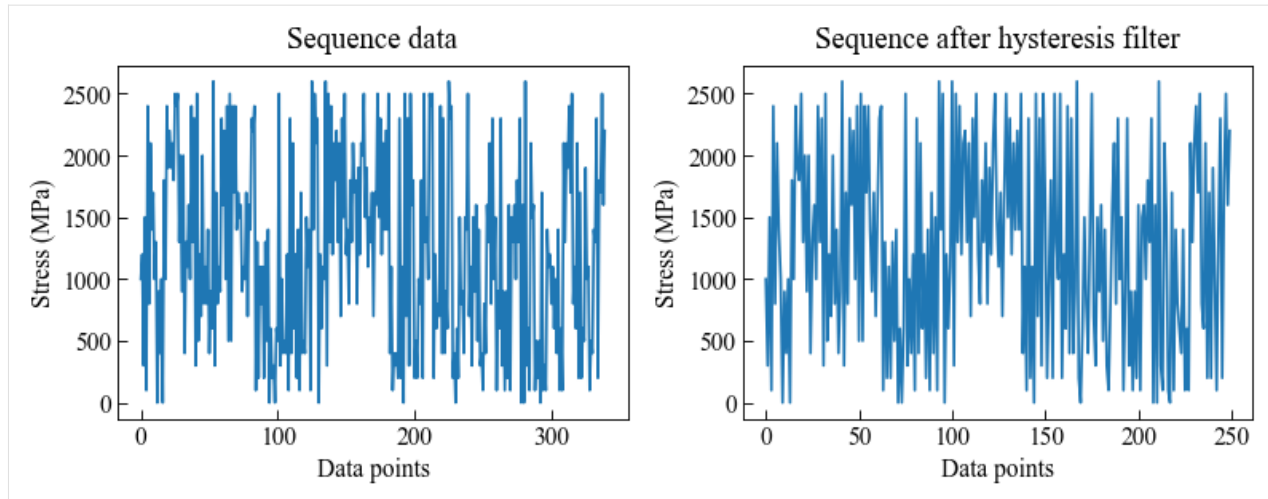 Sequence data
Stress (MPa)
2500
2000
1500
1000
500
0
0 100 200 300
Data points
Sequence after hysteresis filter
Stress (MPa)
2500
2000
1500
1000
500
0
0 50 100 150 200 250
Data points